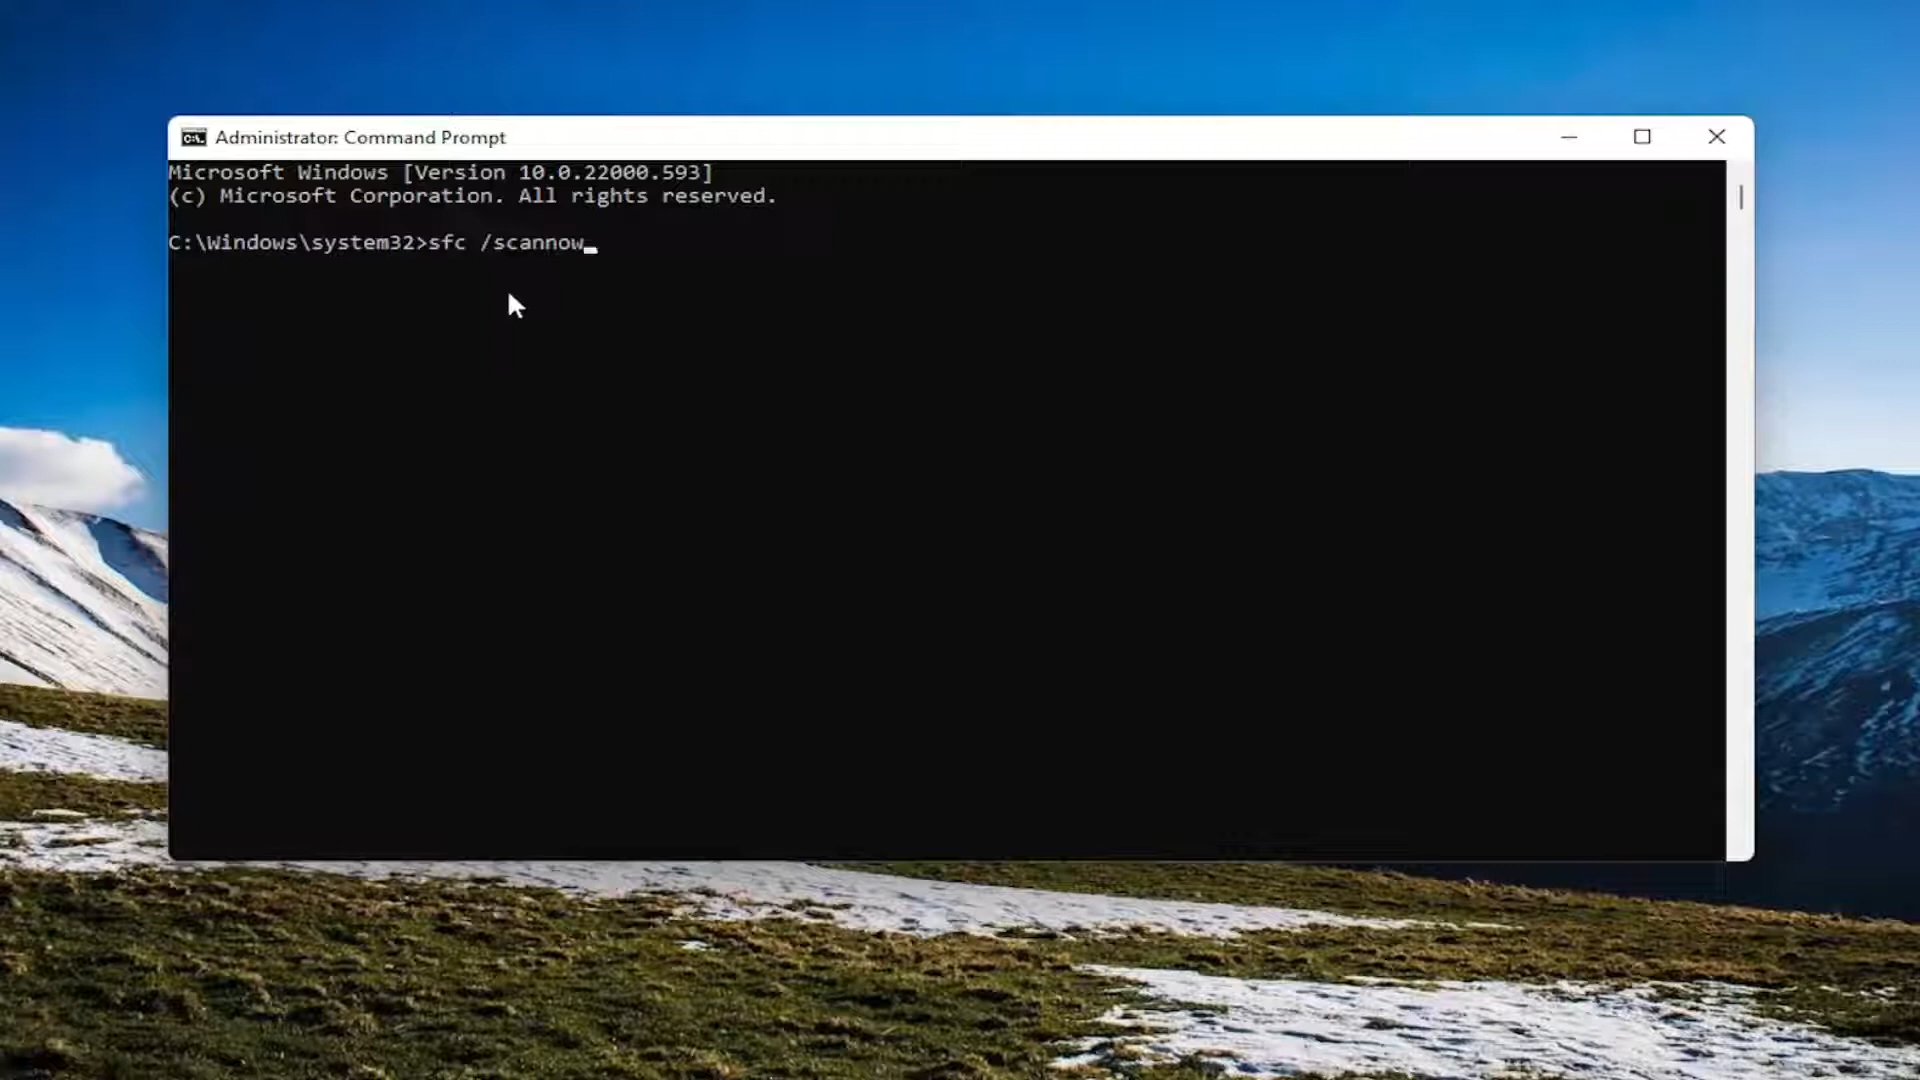 Administrator: Command Prompt
Microsoft Windows [Version 10.0.22000.593]
(c) Microsoft Corporation. All rights reserved.
C:\Windows\system32>sfc /scannow